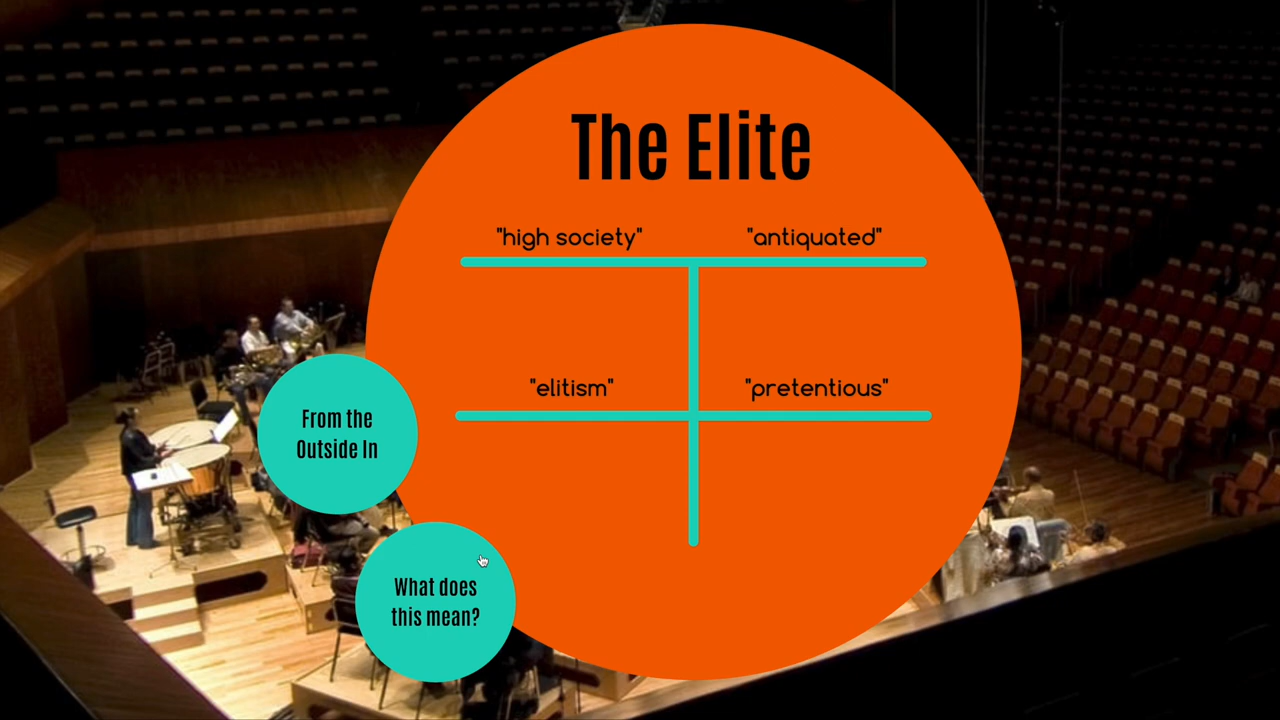 The Elite
"high society"
"antiquated"
"elitism"
"pretentious"
From the
Outside In
What does
this mean?